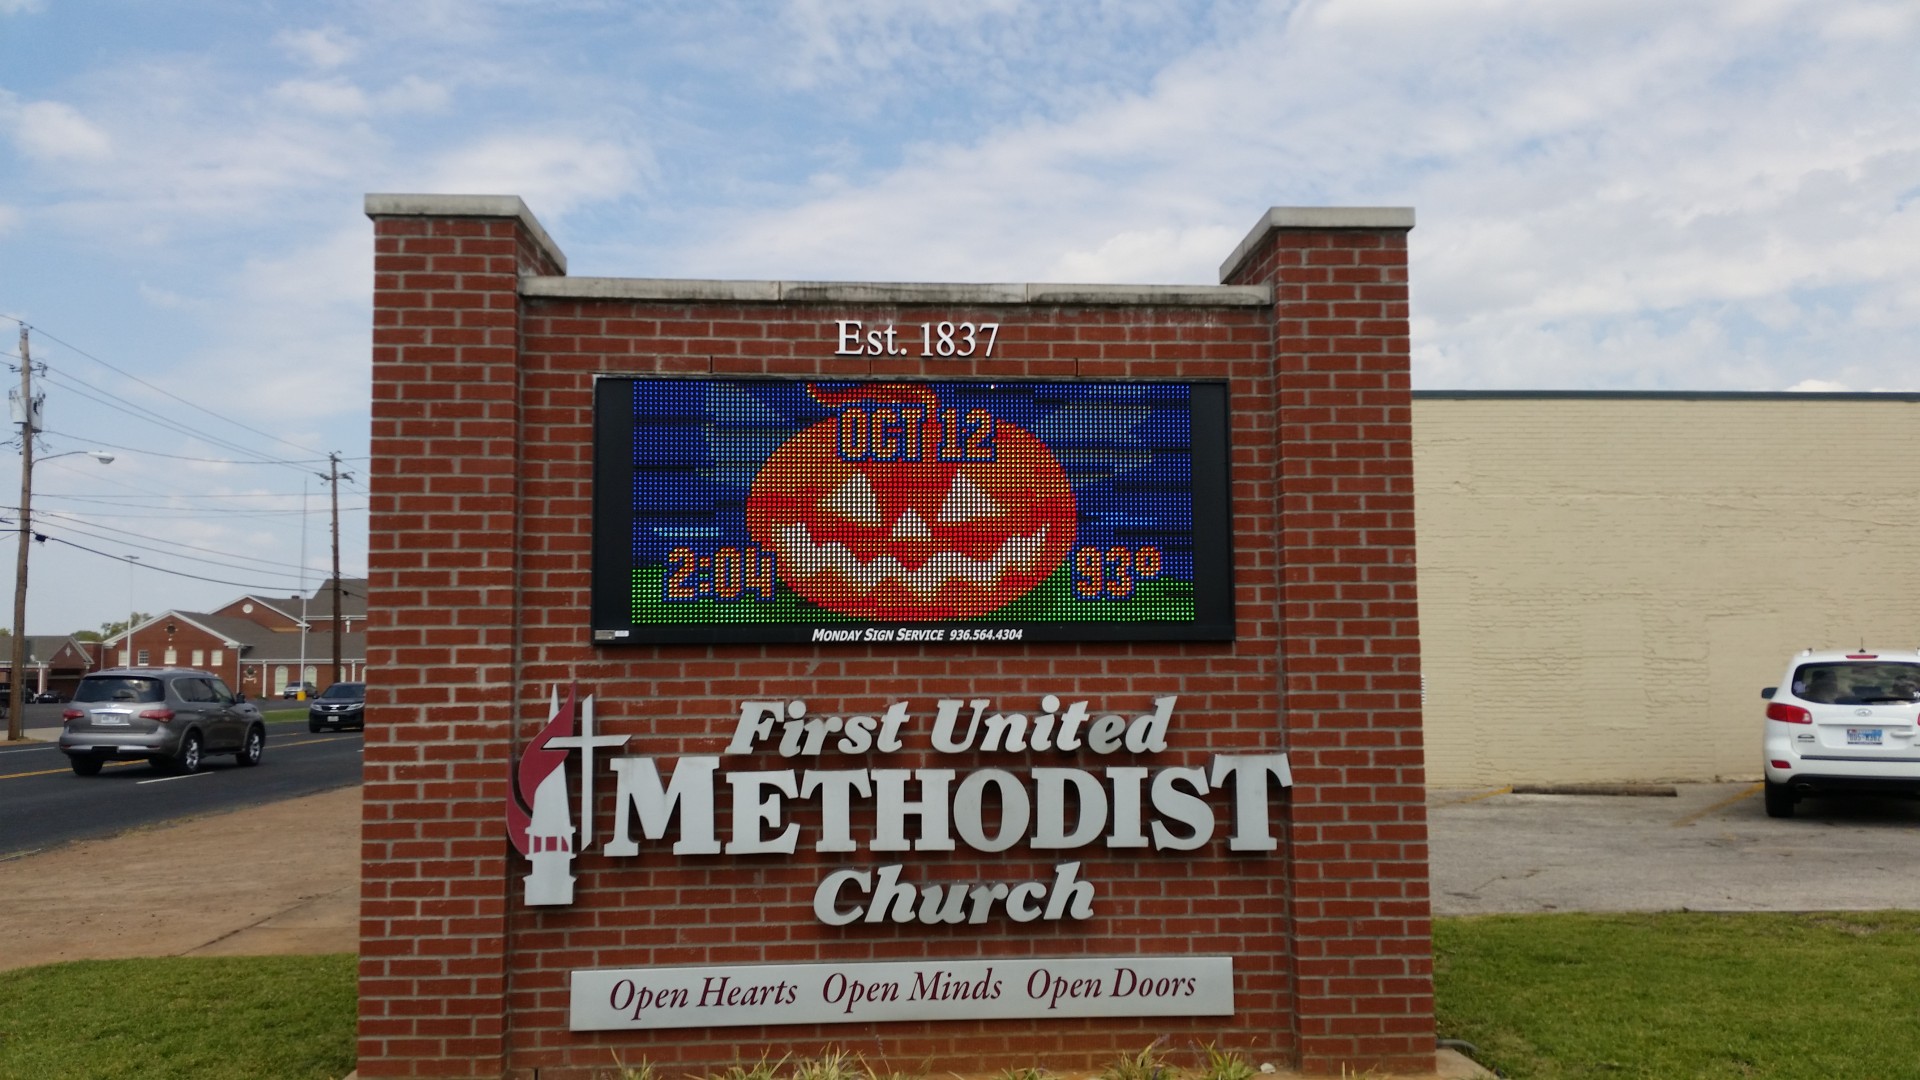 Est. 1837
OCT 12
2:04 93°
MONDAY SIGN SERVICE 936.564.4304
First United
METHODIST
Church
Open Hearts Open Minds Open Doors